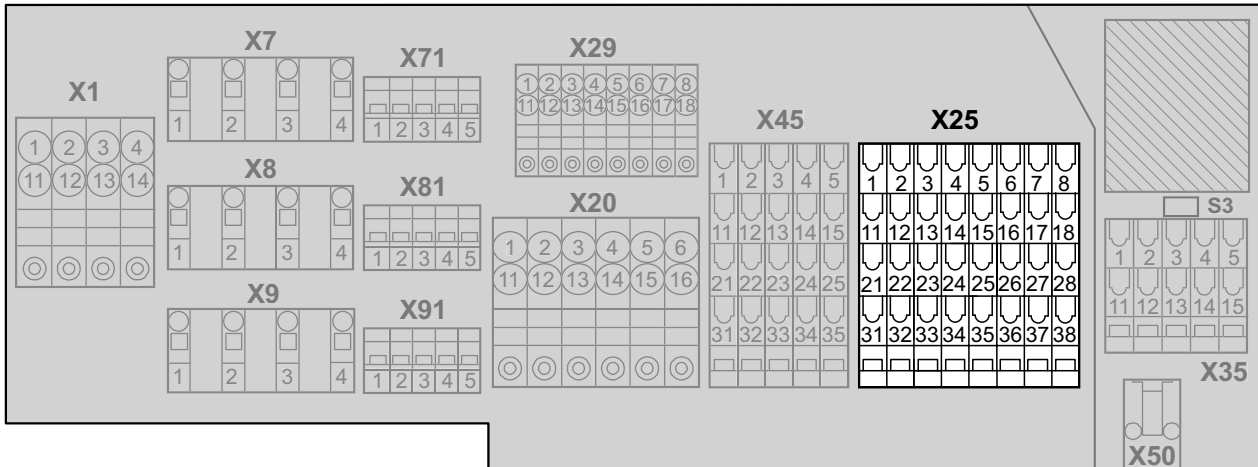 X1
1 2 3 4
11 12 13 14
X7
1 2 3 4
X8
1 2 3 4
X9
1 2 3 4
X71
1 2 3 4 5
X81
1 2 3 4 5
X91
1 2 3 4 5
X29
1 2 3 4 5 6 7 8
11 12 13 14 15 16 17 18
X20
1 2 3 4 5 6
11 12 13 14 15 16
X45
1 2 3 4 5
11 12 13 14 15
21 22 23 24 25
31 32 33 34 35
X25
1 2 3 4 5 6 7 8
11 12 13 14 15 16 17 18
21 22 23 24 25 26 27 28
31 32 33 34 35 36 37 38
S3
1 2 3 4 5
11 12 13 14 15
X35
X50